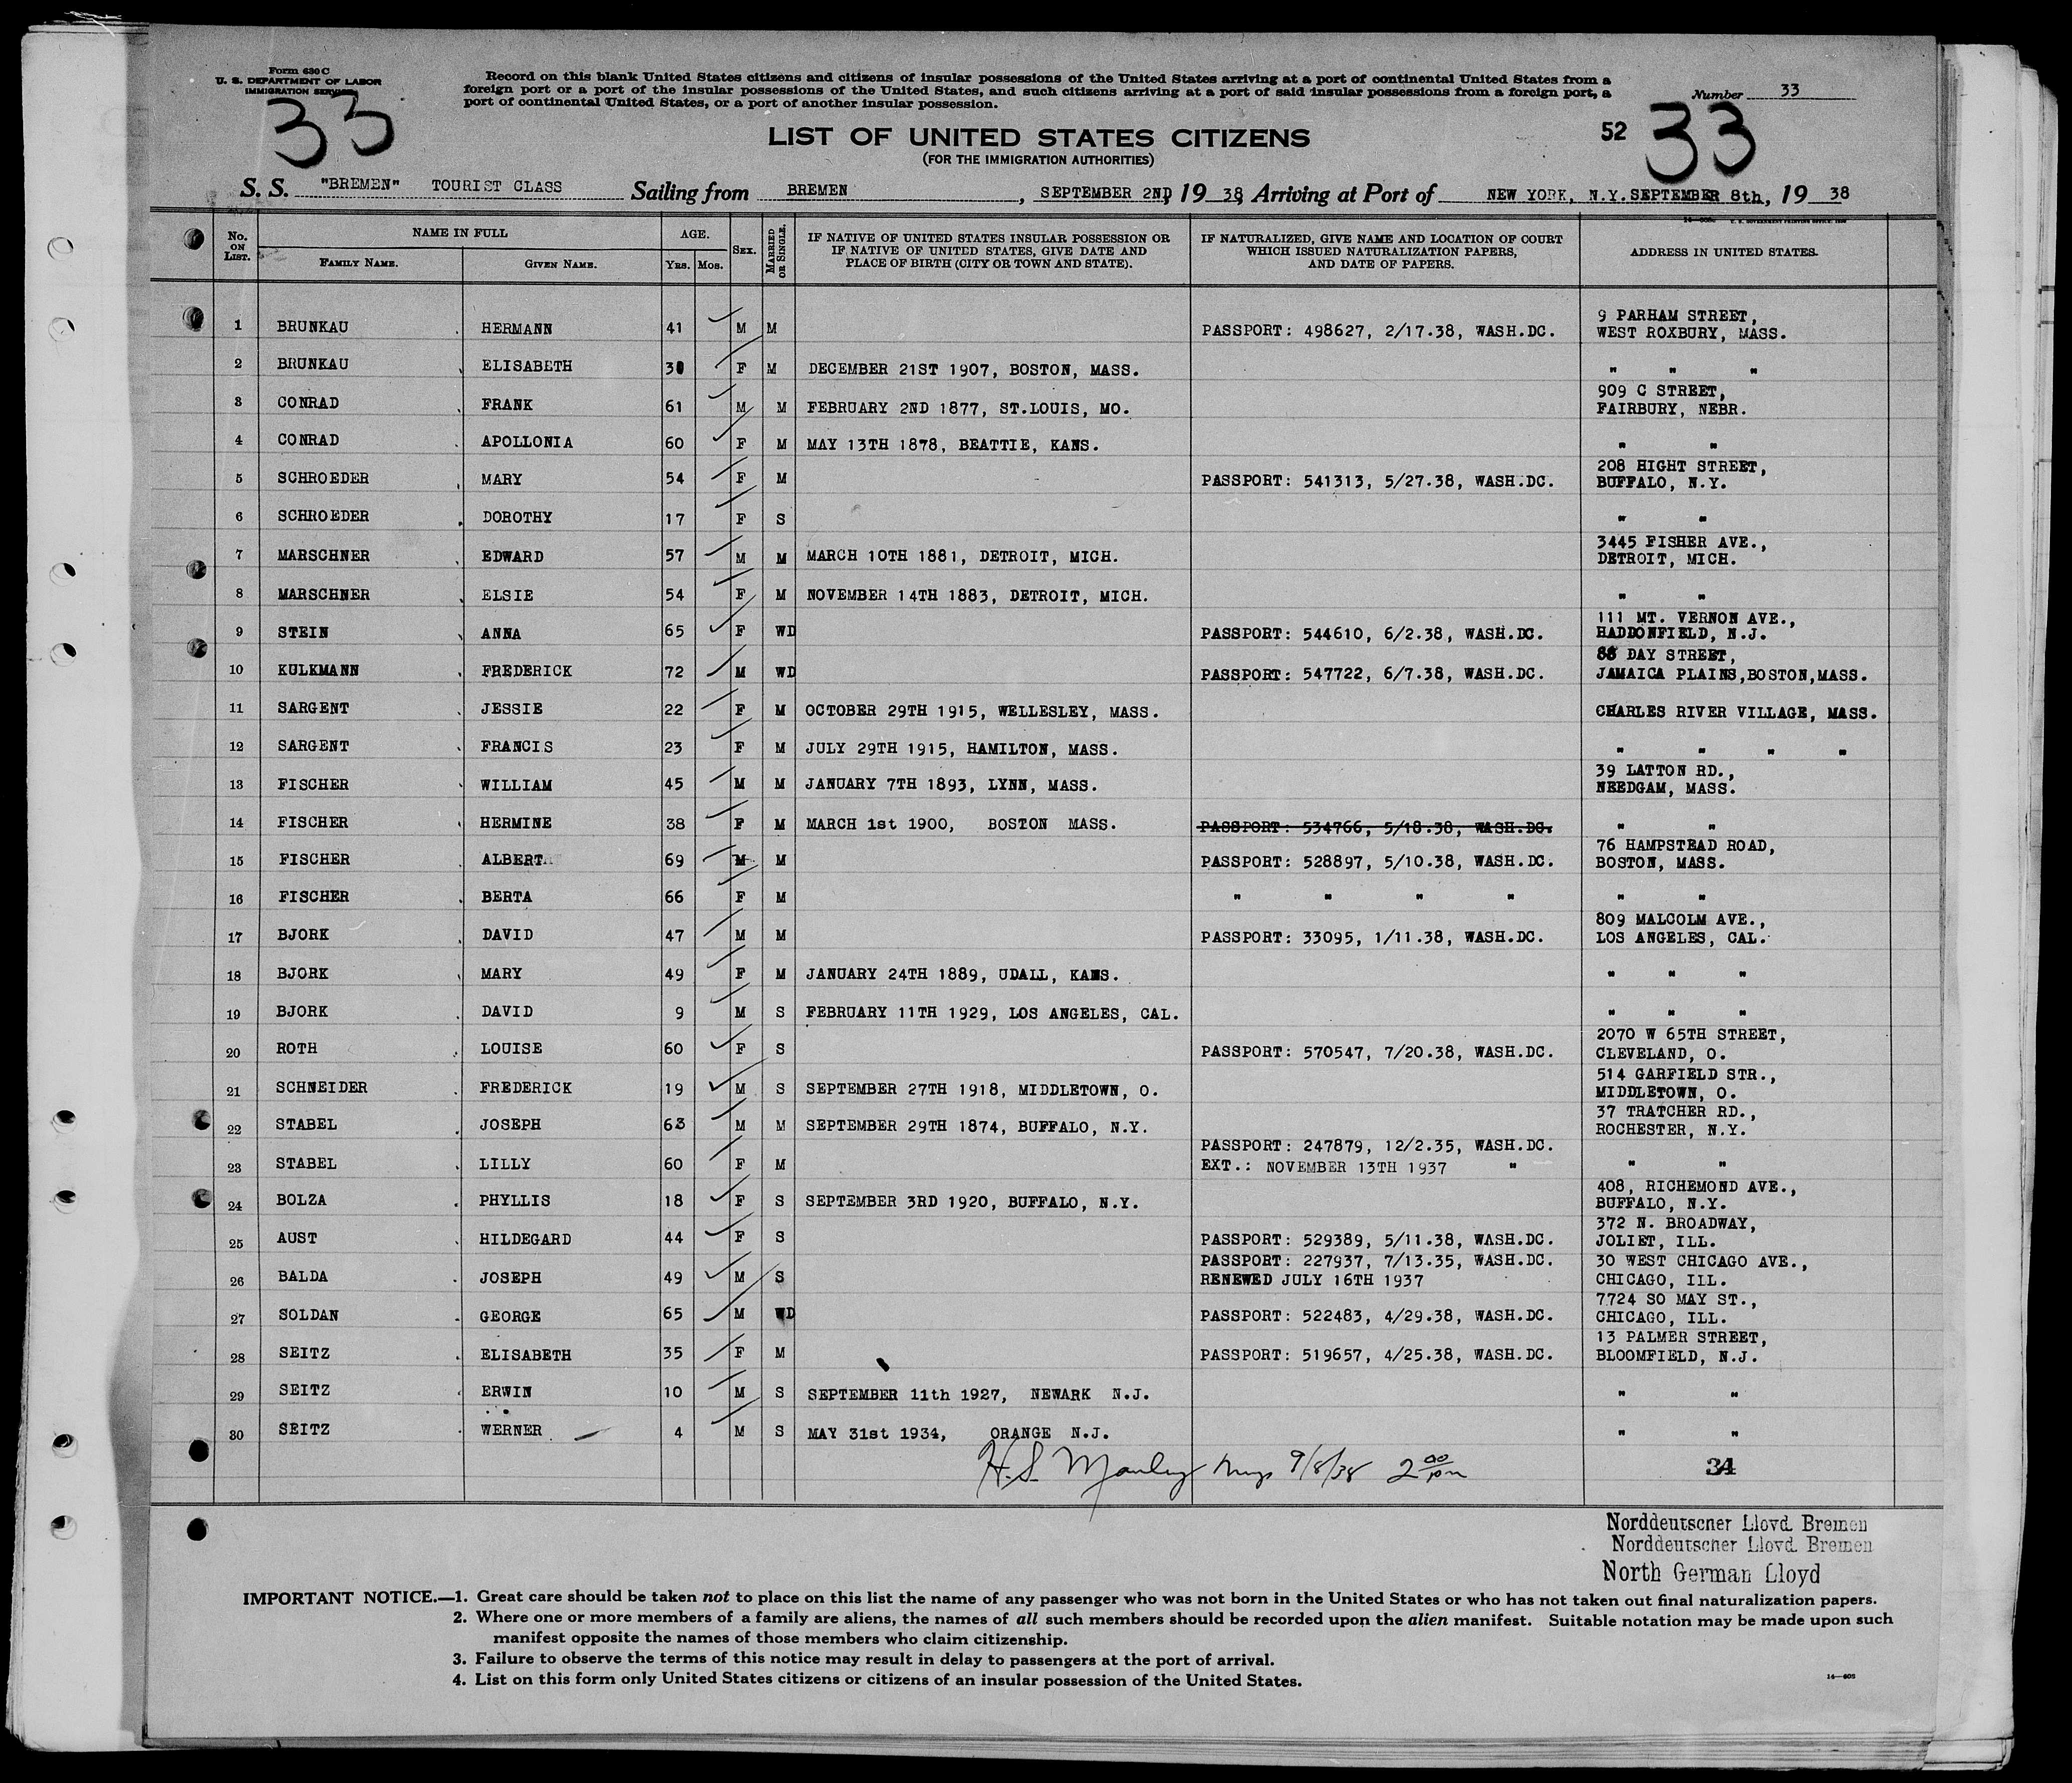 Form 630 C
U. S. DEPARTMENT OF LABOR
IMMIGRATION SERVICE
33
Record on this blank United States citizens and citizens of insular possessions of the United States arriving at a port of continental United States from a
foreign port or a port of the insular possessions of the United States, and such citizens arriving at a port of said insular possessions from a foreign port, a
port of continental United States, or a port of another insular possession.
Number 33
LIST OF UNITED STATES CITIZENS
(FOR THE IMMIGRATION AUTHORITIES)
52 33
S. S. "BREMEN" TOURIST CLASS Sailing from BREMEN, SEPTEMBER 2ND, 19 38, Arriving at Port of NEW YORK, N.Y. SEPTEMBER 8th, 19 38
No. ON LIST. NAME IN FULL FAMILY NAME. GIVEN NAME. AGE. YRS. MOS. SEX. MARRIED OR SINGLE. IF NATIVE OF UNITED STATES INSULAR POSSESSION OR IF NATIVE OF UNITED STATES, GIVE DATE AND PLACE OF BIRTH (CITY OR TOWN AND STATE). IF NATURALIZED, GIVE NAME AND LOCATION OF COURT WHICH ISSUED NATURALIZATION PAPERS, AND DATE OF PAPERS. ADDRESS IN UNITED STATES.
1 BRUNKAU HERMANN 41 M M PASSPORT: 498627, 2/17.38, WASH.DC. 9 PARHAM STREET, WEST ROXBURY, MASS.
2 BRUNKAU ELISABETH 30 F M DECEMBER 21ST 1907, BOSTON, MASS. " " "
3 CONRAD FRANK 61 M M FEBRUARY 2ND 1877, ST.LOUIS, MO. 909 C STREET, FAIRBURY, NEBR.
4 CONRAD APOLLONIA 60 F M MAY 13TH 1878, BEATTIE, KANS. " "
5 SCHROEDER MARY 54 F M PASSPORT: 541313, 5/27.38, WASH.DC. 208 HIGHT STREET, BUFFALO, N.Y.
6 SCHROEDER DOROTHY 17 F S " "
7 MARSCHNER EDWARD 57 M M MARCH 10TH 1881, DETROIT, MICH. 3445 FISHER AVE., DETROIT, MICH.
8 MARSCHNER ELSIE 54 F M NOVEMBER 14TH 1883, DETROIT, MICH. " "
9 STEIN ANNA 65 F WD PASSPORT: 544610, 6/2.38, WASH.DC. 111 MT. VERNON AVE., HADDONFIELD, N.J.
10 KULKMANN FREDERICK 72 M WD PASSPORT: 547722, 6/7.38, WASH.DC. DAY STREET, JAMAICA PLAINS,BOSTON,MASS.
11 SARGENT JESSIE 22 F M OCTOBER 29TH 1915, WELLESLEY, MASS. CHARLES RIVER VILLAGE, MASS.
12 SARGENT FRANCIS 23 F M JULY 29TH 1915, HAMILTON, MASS. " " " "
13 FISCHER WILLIAM 45 M M JANUARY 7TH 1893, LYNN, MASS. 39 LATTON RD., NEEDGAM, MASS.
14 FISCHER HERMINE 38 F M MARCH 1st 1900, BOSTON MASS. PASSPORT: 534766, 5/18.38, WASH.DC. " "
15 FISCHER ALBERT 69 M M PASSPORT: 528897, 5/10.38, WASH.DC. 76 HAMPSTEAD ROAD, BOSTON, MASS.
16 FISCHER BERTA 66 F M " " " " " "
17 BJORK DAVID 47 M M PASSPORT: 33095, 1/11.38, WASH.DC. 809 MALCOLM AVE., LOS ANGELES, CAL.
18 BJORK MARY 49 F M JANUARY 24TH 1889, UDALL, KANS. " " "
19 BJORK DAVID 9 M S FEBRUARY 11TH 1929, LOS ANGELES, CAL. " " "
20 ROTH LOUISE 60 F S PASSPORT: 570547, 7/20.38, WASH.DC. 2070 W 65TH STREET, CLEVELAND, O.
21 SCHNEIDER FREDERICK 19 M S SEPTEMBER 27TH 1918, MIDDLETOWN, O. 514 GARFIELD STR., MIDDLETOWN, O.
22 STABEL JOSEPH 63 M M SEPTEMBER 29TH 1874, BUFFALO, N.Y. 37 TRATCHER RD., ROCHESTER, N.Y.
23 STABEL LILLY 60 F M PASSPORT: 247879, 12/2.35, WASH.DC. EXT.: NOVEMBER 13TH 1937 " " "
24 BOLZA PHYLLIS 18 F S SEPTEMBER 3RD 1920, BUFFALO, N.Y. 408, RICHEMOND AVE., BUFFALO, N.Y.
25 AUST HILDEGARD 44 F S PASSPORT: 529389, 5/11.38, WASH.DC. 372 N. BROADWAY, JOLIET, ILL.
26 BALDA JOSEPH 49 M S PASSPORT: 227937, 7/13.35, WASH.DC. RENEWED JULY 16TH 1937 30 WEST CHICAGO AVE., CHICAGO, ILL.
27 SOLDAN GEORGE 65 M WD PASSPORT: 522483, 4/29.38, WASH.DC. 7724 SO MAY ST., CHICAGO, ILL.
28 SEITZ ELISABETH 35 F M PASSPORT: 519657, 4/25.38, WASH.DC. 13 PALMER STREET, BLOOMFIELD, N.J.
29 SEITZ ERWIN 10 M S SEPTEMBER 11th 1927, NEWARK N.J. " "
30 SEITZ WERNER 4 M S MAY 31st 1934, ORANGE N.J. " "
H.S. Manley 9/8/38 2 00 pm
34
Norddeutscher Lloyd Bremen
Norddeutscher Lloyd Bremen
North German Lloyd
IMPORTANT NOTICE.—1. Great care should be taken not to place on this list the name of any passenger who was not born in the United States or who has not taken out final naturalization papers.
2. Where one or more members of a family are aliens, the names of all such members should be recorded upon the alien manifest. Suitable notation may be made upon such
manifest opposite the names of those members who claim citizenship.
3. Failure to observe the terms of this notice may result in delay to passengers at the port of arrival.
4. List on this form only United States citizens or citizens of an insular possession of the United States.